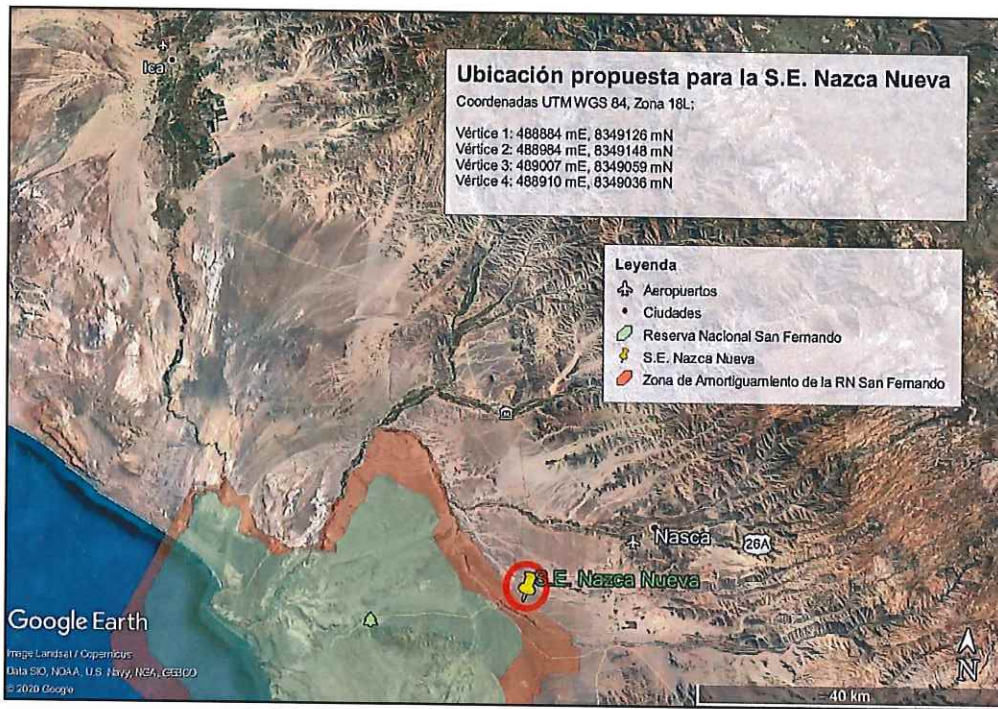 Ica
Ubicación propuesta para la S.E. Nazca Nueva
Coordenadas UTM WGS 84, Zona 18L;
Vértice 1: 488884 mE, 8349126 mN
Vértice 2: 488984 mE, 8349148 mN
Vértice 3: 489007 mE, 8349059 mN
Vértice 4: 488910 mE, 8349036 mN
Leyenda
Aeropuertos
Ciudades
Reserva Nacional San Fernando
S.E. Nazca Nueva
Zona de Amortiguamiento de la RN San Fernando
Nasca
26A
S.E. Nazca Nueva
Google Earth
Image Landsat / Copernicus
Data SIO, NOAA, U.S. Navy, NGA, GEBCO
© 2020 Google
N
40 km